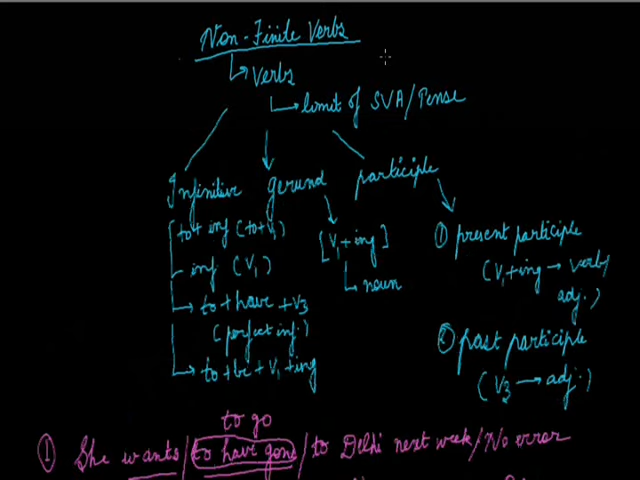 Non-Finite Verbs
Verbs
limit of SVA/Tense
Infinitive gerund participle
to + inf (to+V1)
inf (V1)
to + have + V3
(perfect inf.)
to + be + V1 + ing
[V1 + ing]
noun
① present participle
(V1+ing → verb/
adj.)
② past participle
(V3 → adj.)
to go
① She wants / to have gone / to Delhi next week / No error